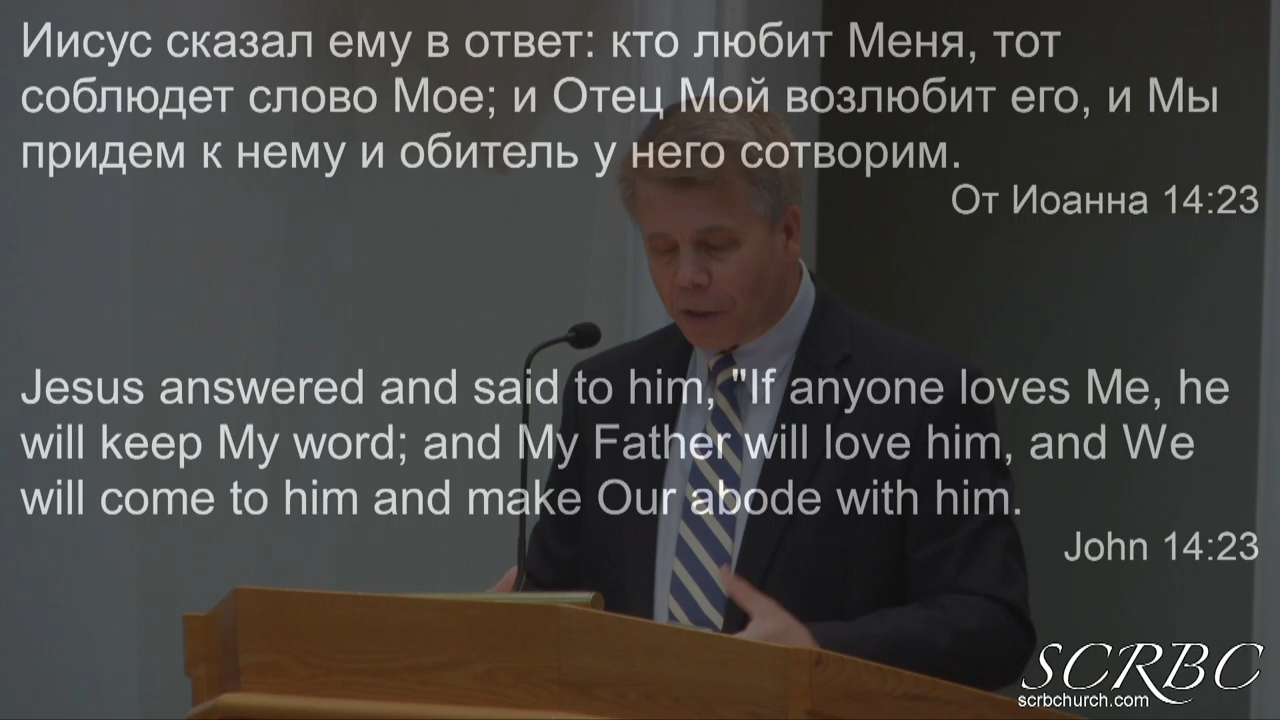 Иисус сказал ему в ответ: кто любит Меня, тот
соблюдет слово Мое; и Отец Мой возлюбит его, и Мы
придем к нему и обитель у него сотворим.
От Иоанна 14:23
Jesus answered and said to him, "If anyone loves Me, he
will keep My word; and My Father will love him, and We
will come to him and make Our abode with him.
John 14:23
SCRBC
scrbchurch.com